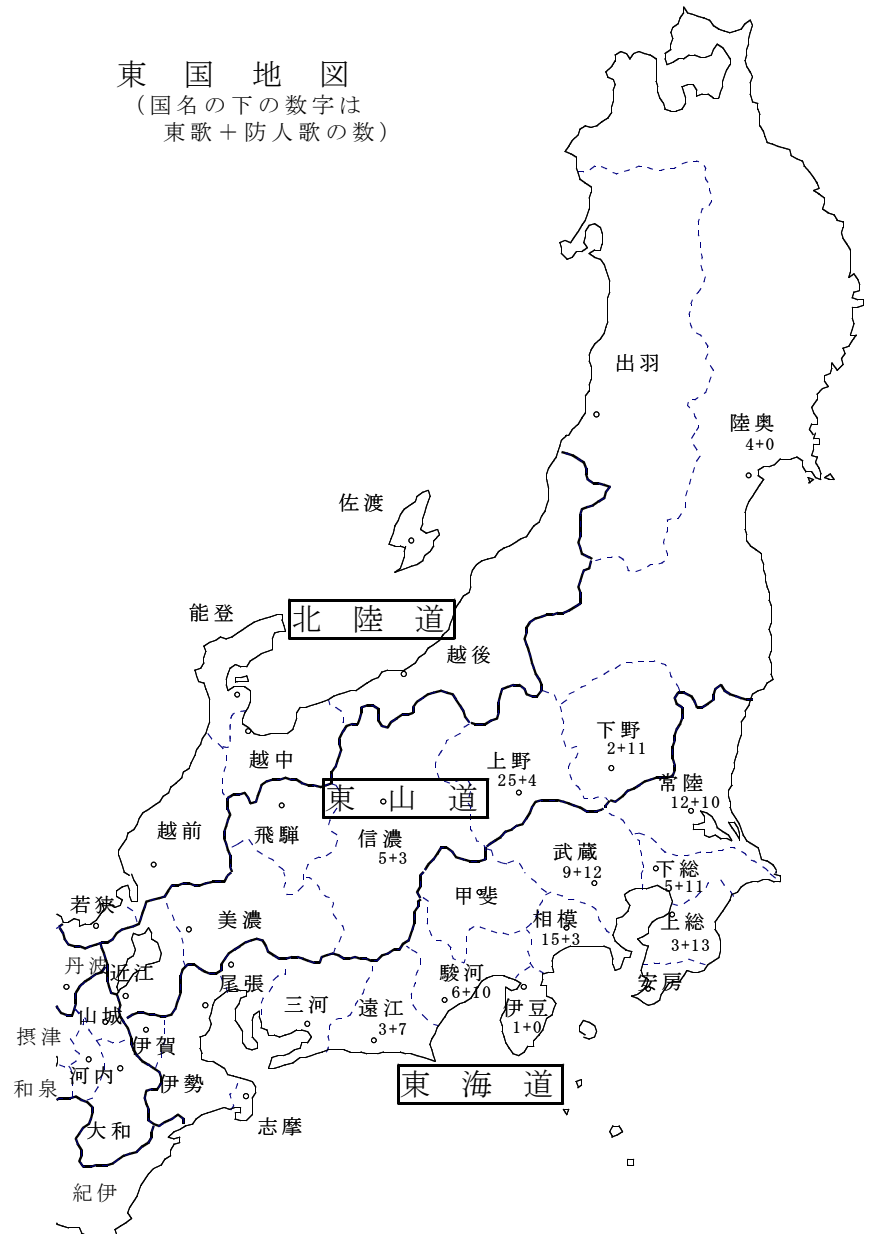 東国地図
（国名の下の数字は
東歌＋防人歌の数）
出羽
陸奥
4+0
佐渡
能登
北陸道
越後
越中
下野
2+11
上野
25+4
常陸
12+10
東山道
越前
飛騨
信濃
5+3
武蔵
9+12
下総
5+11
若狭
美濃
甲斐
相模
15+3
上総
3+13
丹波
近江
尾張
駿河
6+10
安房
山城
三河
遠江
3+7
伊豆
1+0
摂津
伊賀
河内
伊勢
和泉
東海道
大和
志摩
紀伊